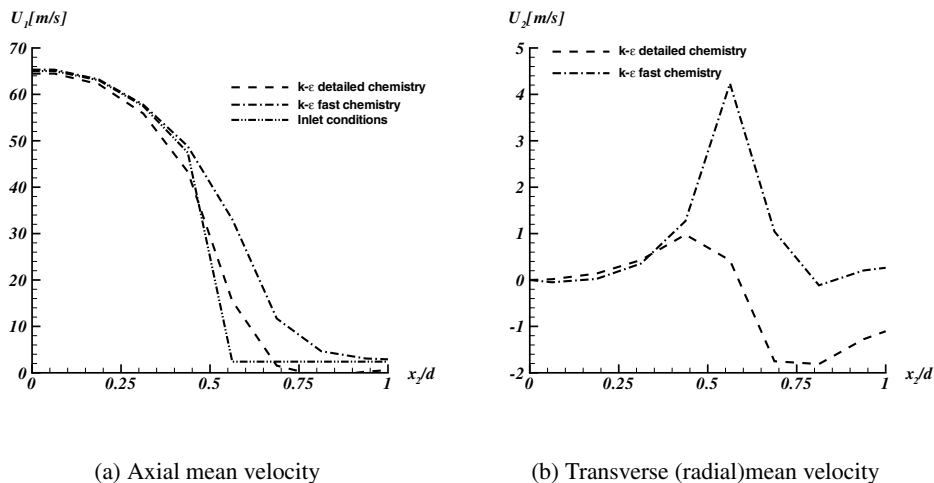 U1[m/s]
70
60
50
40
30
20
10
0
0
0.25
0.5
0.75
1
x2/d
k-ε detailed chemistry
k-ε fast chemistry
Inlet conditions
(a) Axial mean velocity
U2[m/s]
5
4
3
2
1
0
-1
-2
0
0.25
0.5
0.75
1
x2/d
k-ε detailed chemistry
k-ε fast chemistry
(b) Transverse (radial)mean velocity